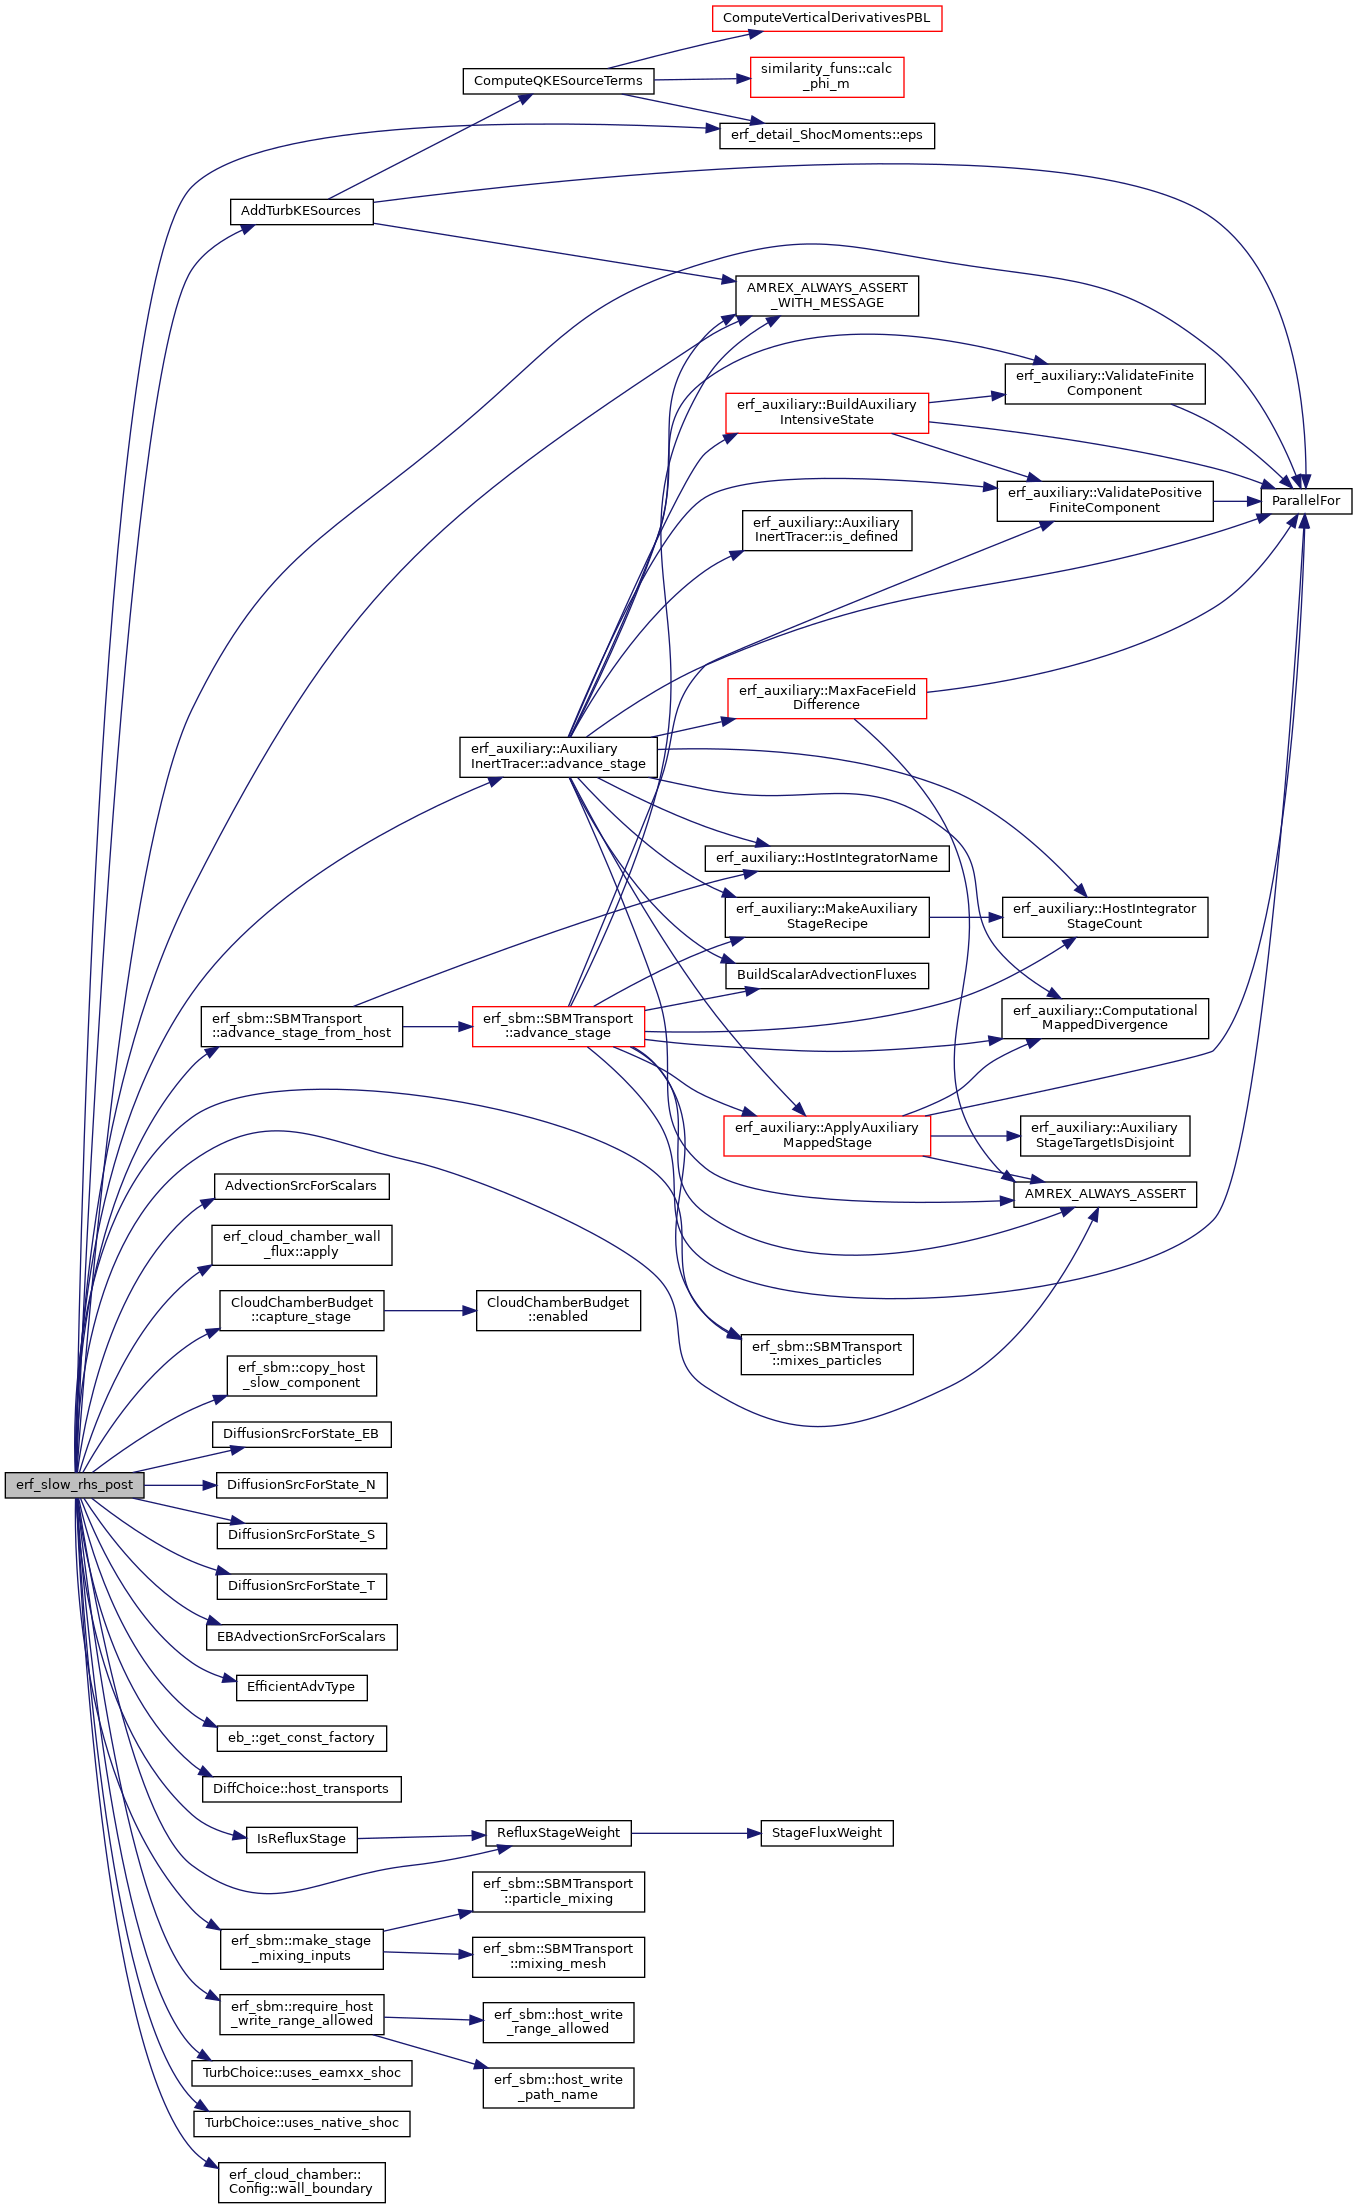 ComputeVerticalDerivativesPBL
ComputeQKESourceTerms
similarity_funs::calc
_phi_m
erf_detail_ShocMoments::eps
AddTurbKESources
AMREX_ALWAYS_ASSERT
_WITH_MESSAGE
erf_auxiliary::ValidateFinite
Component
erf_auxiliary::BuildAuxiliary
IntensiveState
erf_auxiliary::ValidatePositive
FiniteComponent
ParallelFor
erf_auxiliary::Auxiliary
InertTracer::is_defined
erf_auxiliary::MaxFaceField
Difference
erf_auxiliary::Auxiliary
InertTracer::advance_stage
erf_auxiliary::HostIntegratorName
erf_auxiliary::MakeAuxiliary
StageRecipe
erf_auxiliary::HostIntegrator
StageCount
BuildScalarAdvectionFluxes
erf_sbm::SBMTransport
::advance_stage_from_host
erf_sbm::SBMTransport
::advance_stage
erf_auxiliary::Computational
MappedDivergence
erf_auxiliary::ApplyAuxiliary
MappedStage
erf_auxiliary::Auxiliary
StageTargetIsDisjoint
AdvectionSrcForScalars
AMREX_ALWAYS_ASSERT
erf_cloud_chamber_wall
_flux::apply
CloudChamberBudget
::capture_stage
CloudChamberBudget
::enabled
erf_sbm::SBMTransport
::mixes_particles
erf_sbm::copy_host
_slow_component
DiffusionSrcForState_EB
erf_slow_rhs_post
DiffusionSrcForState_N
DiffusionSrcForState_S
DiffusionSrcForState_T
EBAdvectionSrcForScalars
EfficientAdvType
eb_::get_const_factory
DiffChoice::host_transports
IsRefluxStage
RefluxStageWeight
StageFluxWeight
erf_sbm::SBMTransport
::particle_mixing
erf_sbm::make_stage
_mixing_inputs
erf_sbm::SBMTransport
::mixing_mesh
erf_sbm::require_host
_write_range_allowed
erf_sbm::host_write
_range_allowed
TurbChoice::uses_eamxx_shoc
erf_sbm::host_write
_path_name
TurbChoice::uses_native_shoc
erf_cloud_chamber::
Config::wall_boundary